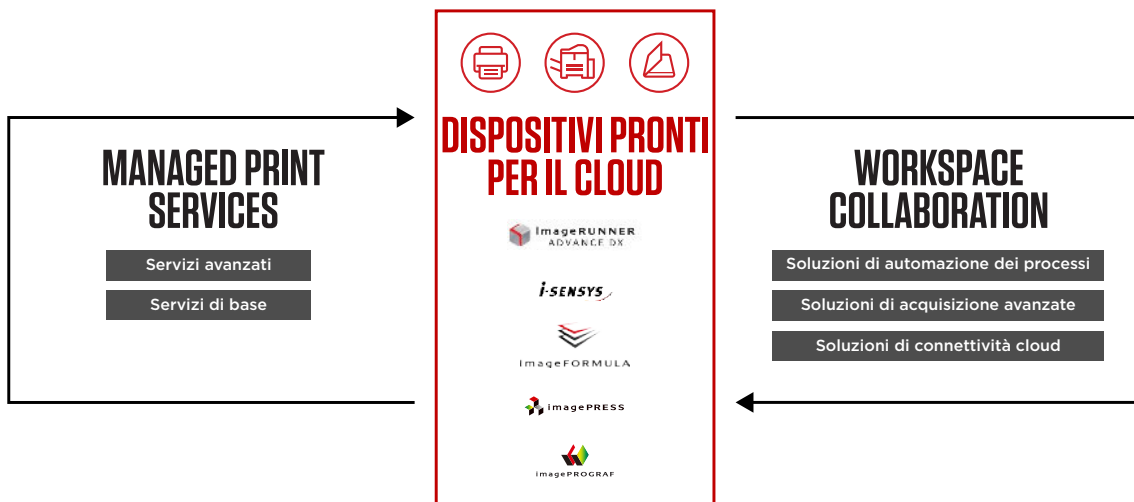 MANAGED PRINT
SERVICES
Servizi avanzati
Servizi di base
DISPOSITIVI PRONTI
PER IL CLOUD
imageRUNNER
ADVANCE DX
i-SENSYS
imageFORMULA
imagePRESS
imagePROGRAF
WORKSPACE
COLLABORATION
Soluzioni di automazione dei processi
Soluzioni di acquisizione avanzate
Soluzioni di connettività cloud